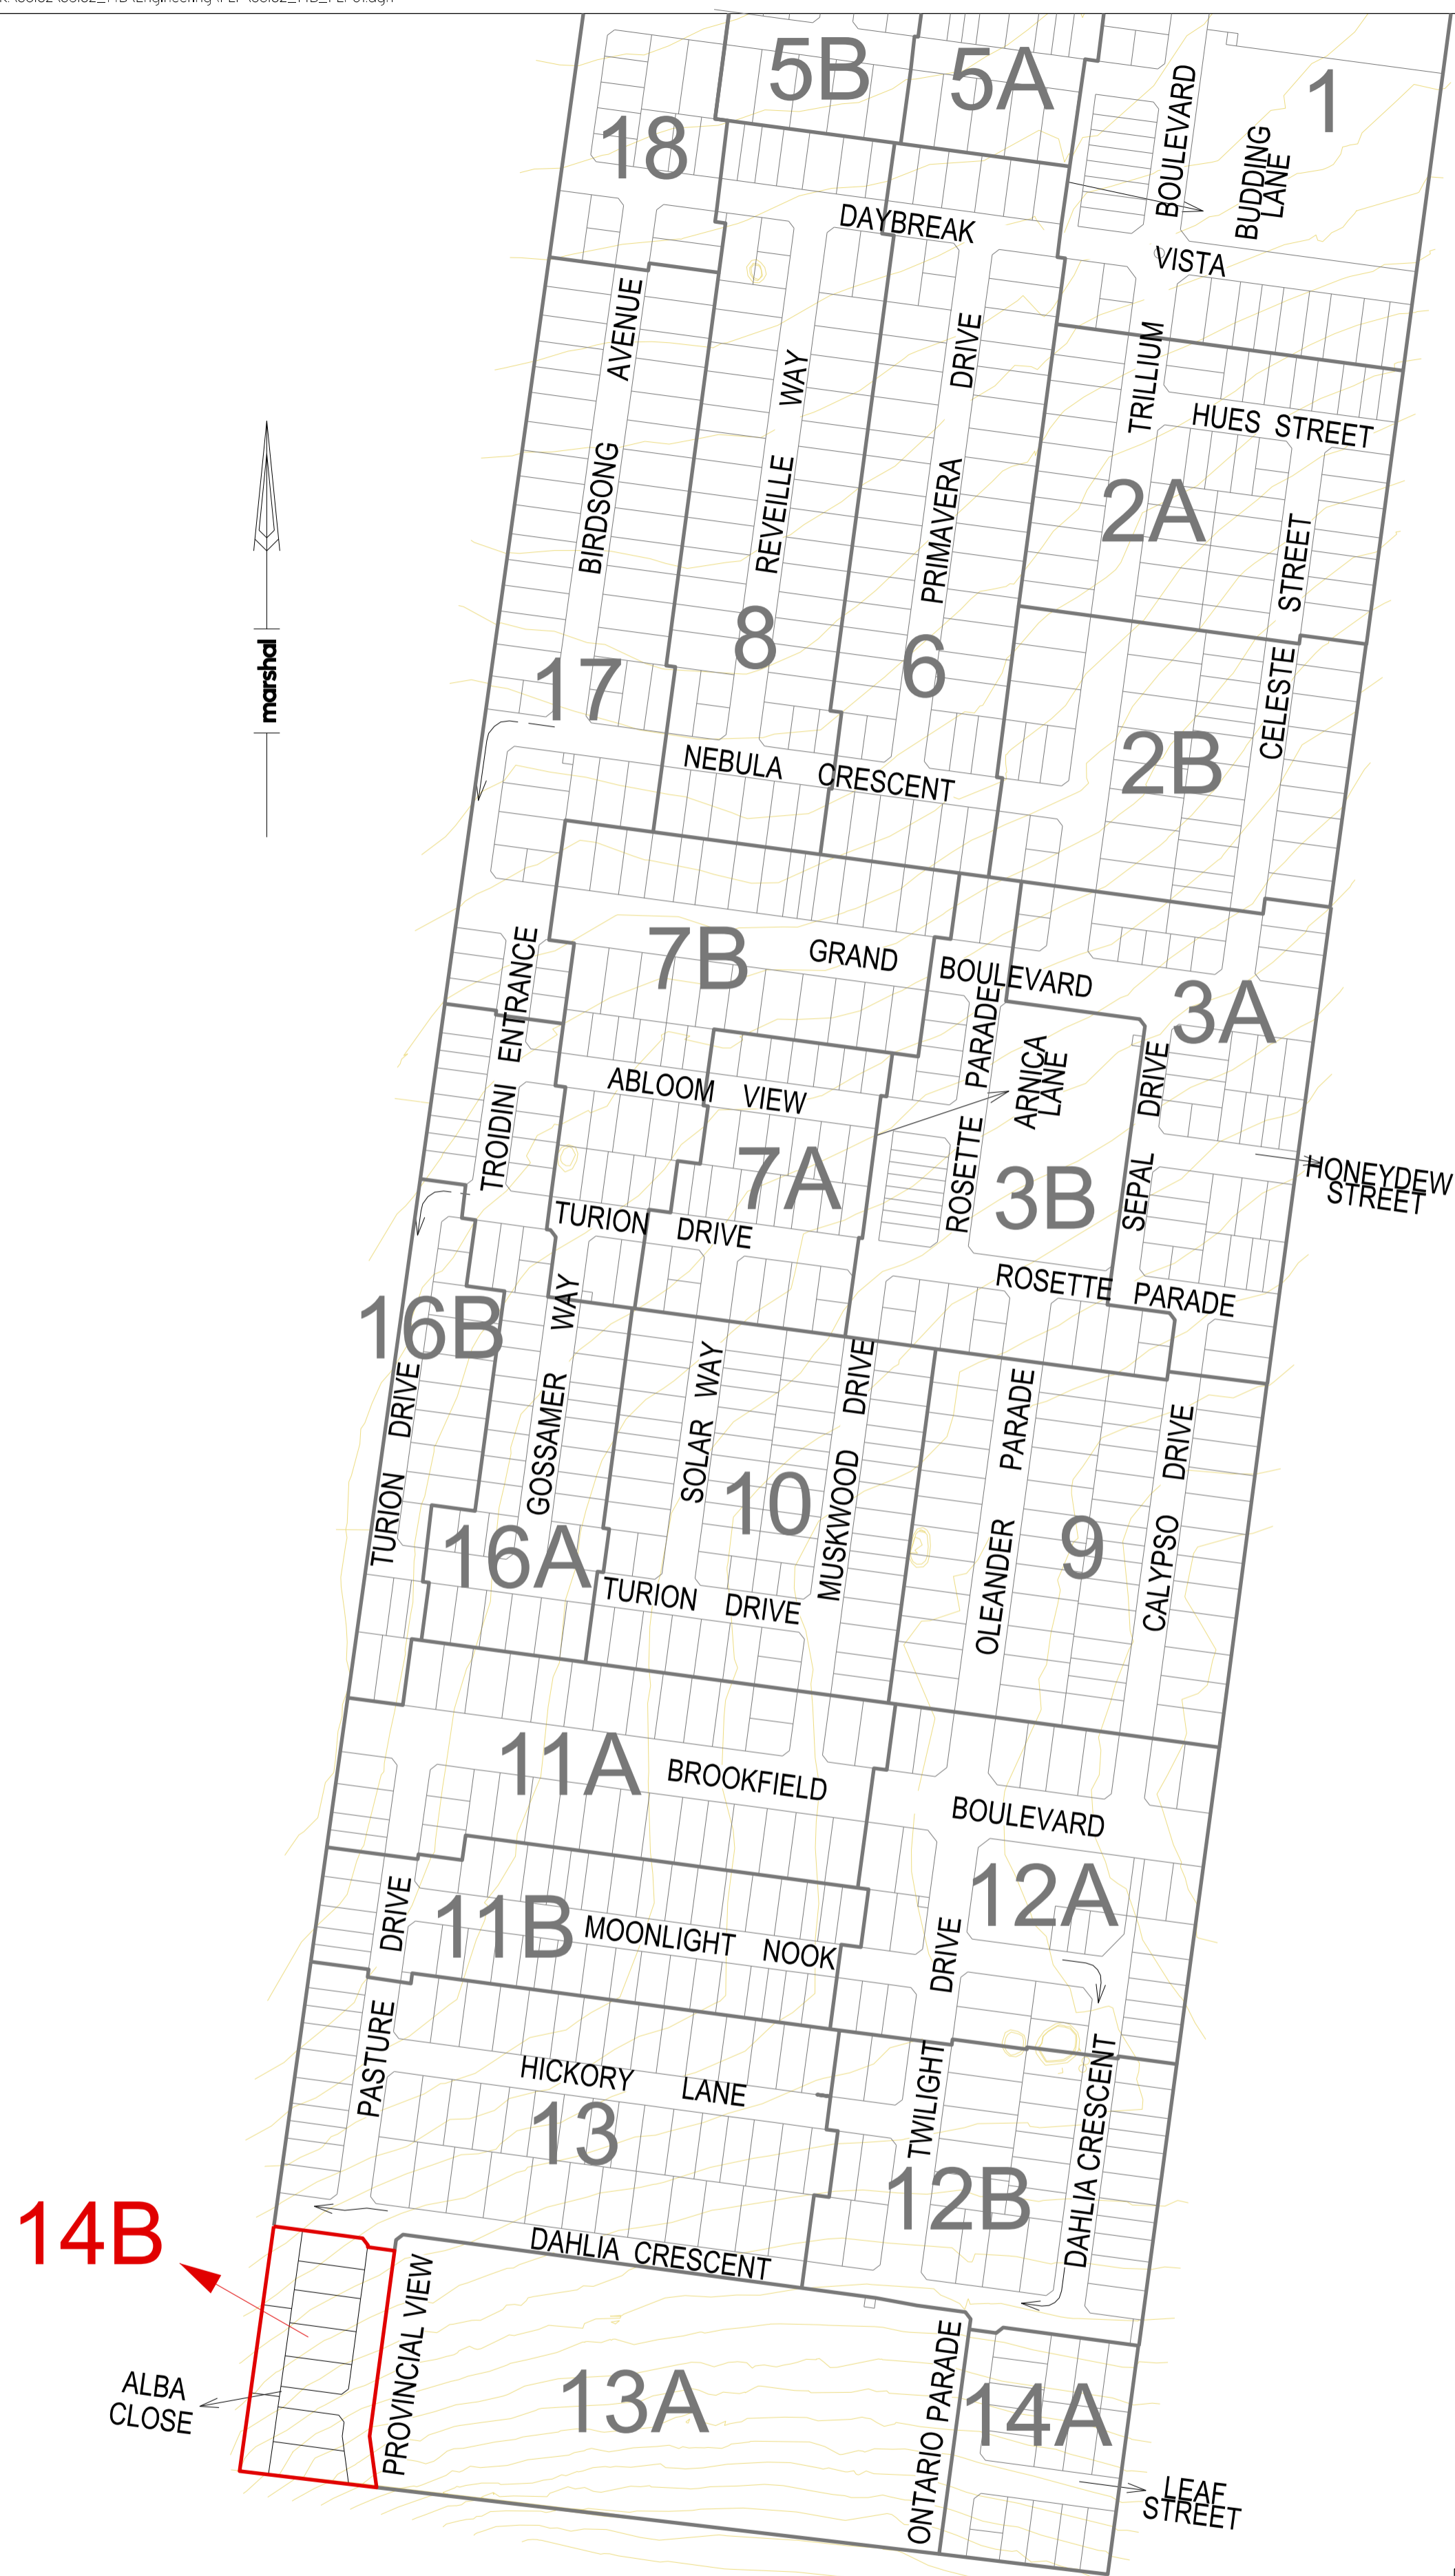 5B
5A
1
18
BOULEVARD
BUDDING
LANE
DAYBREAK
VISTA
AVENUE
BIRDSONG
WAY
REVEILLE
DRIVE
PRIMAVERA
TRILLIUM
HUES STREET
2A
STREET
CELESTE
marshal
8
6
17
2B
NEBULA CRESCENT
7B
GRAND BOULEVARD
3A
TROIDINI ENTRANCE
ABLOOM VIEW
ROSETTE PARADE
ARNICA
LANE
SEPAL DRIVE
7A
3B
HONEYDEW
STREET
TURION DRIVE
ROSETTE PARADE
16B
GOSSAMER WAY
TURION DRIVE
SOLAR WAY
MUSKWOOD DRIVE
OLEANDER PARADE
CALYPSO DRIVE
10
9
16A
TURION DRIVE
11A
BROOKFIELD BOULEVARD
12A
11B
MOONLIGHT NOOK
PASTURE DRIVE
TWILIGHT DRIVE
HICKORY LANE
13
12B
DAHLIA CRESCENT
14B
DAHLIA CRESCENT
PROVINCIAL VIEW
ALBA
CLOSE
13A
ONTARIO PARADE
14A
LEAF
STREET